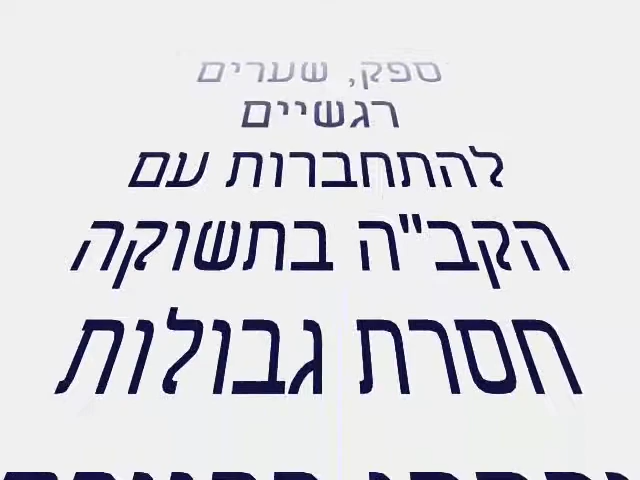 ספק, שערים
רגשיים
להתחברות עם
הקב"ה בתשוקה
חסרת גבולות